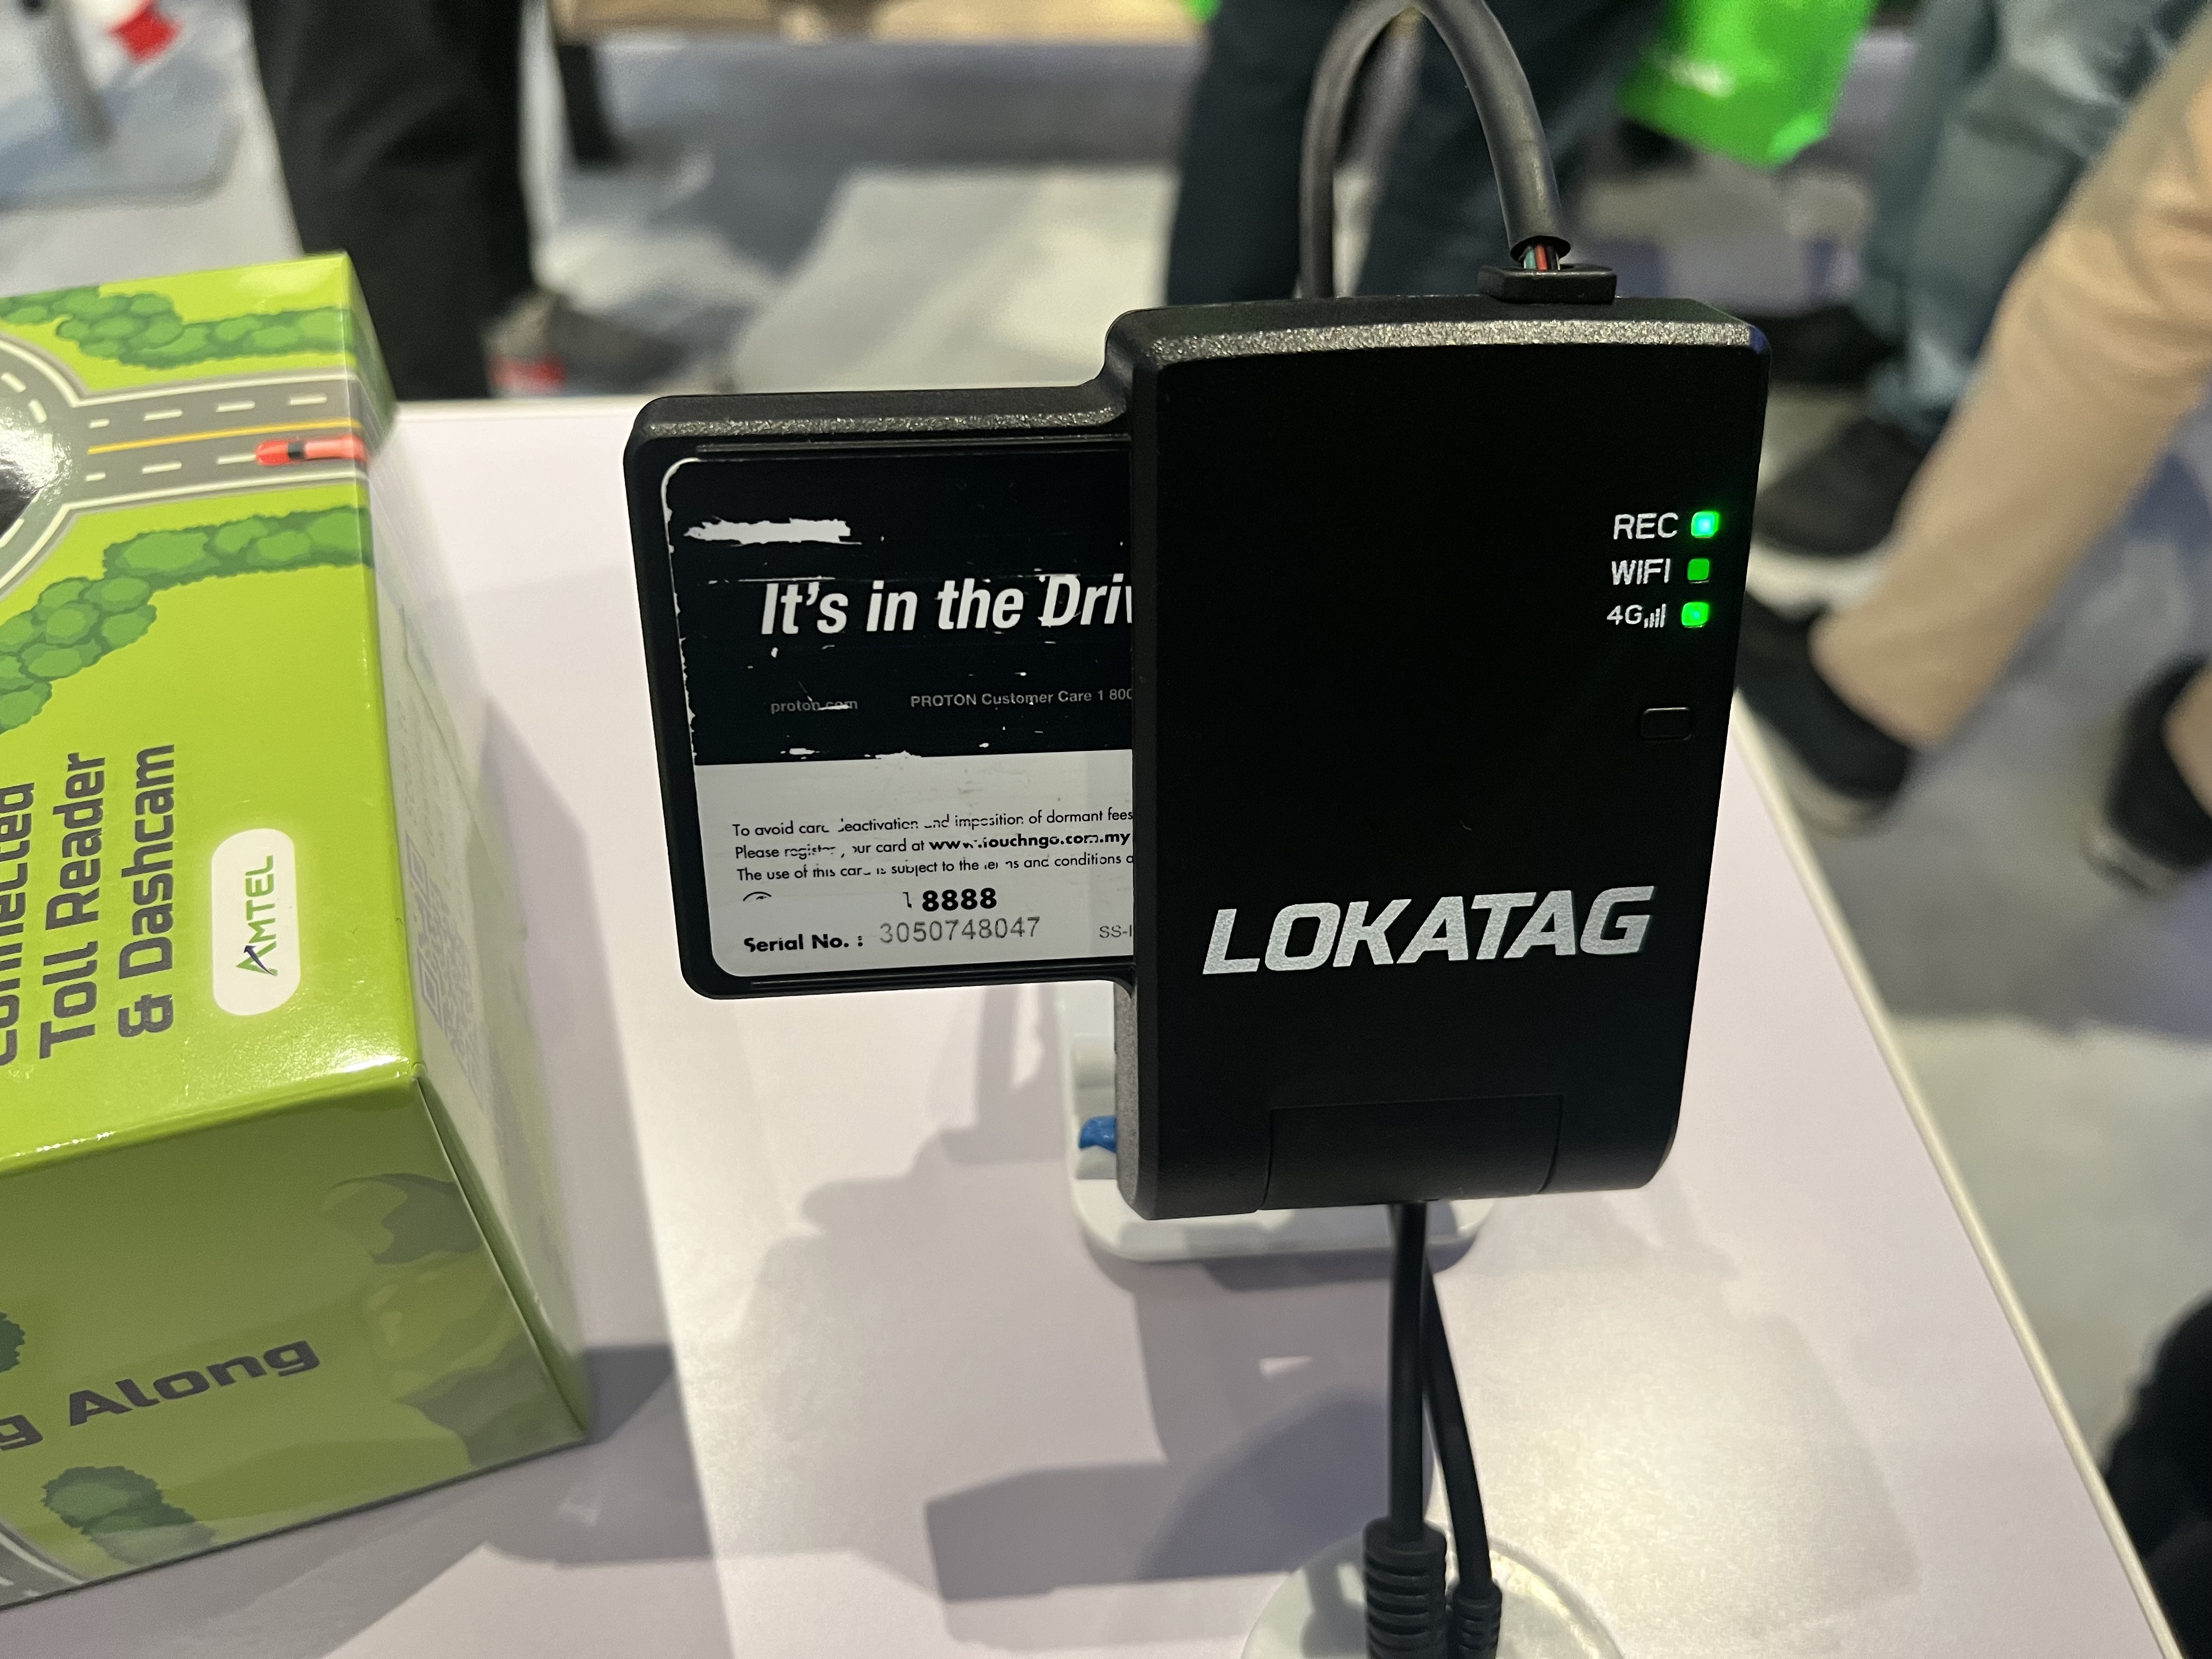 Toll Reader
& Dashcam
AMTEL
Along
It's in the
proton.com
PROTON Customer Care 1 800
To avoid card deactivation and imposition of dormant fees
Please register your card at www.touchngo.com.my
The use of this card is subject to the terms and conditions
8888
Serial No. : 3050748047
REC
WIFI
4G
LOKATAG